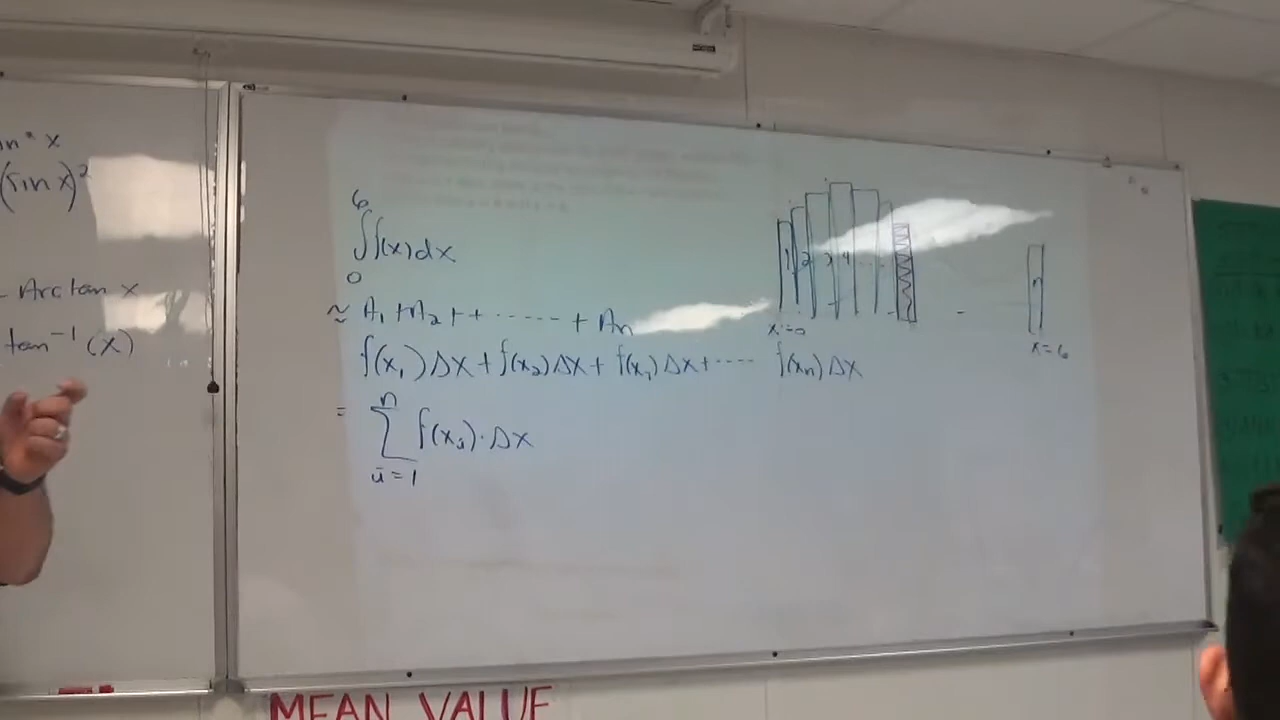 x
(sin x)²
Arctan x
tan⁻¹(x)
6
∫f(x)dx
0
≈ A₁ + A₂ + + ------ + An
f(x₁)Δx + f(x₂)Δx + f(x₃)Δx + ---- f(xn)Δx
n
= Σ f(xᵢ)·Δx
i=1
1 2 3 4 n
x=0
x=6
MEAN VALUE